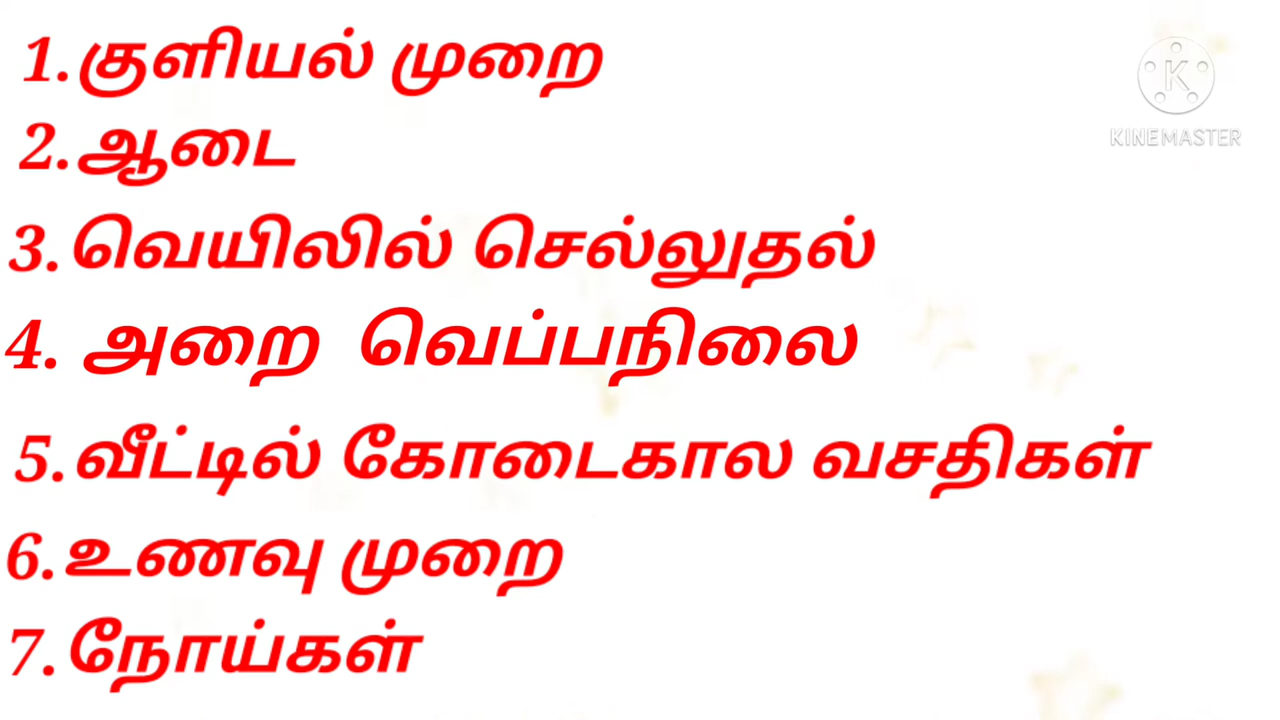 1.குளியல் முறை
KINEMASTER
2.ஆடை
3.வெயிலில் செல்லுதல்
4. அறை வெப்பநிலை
5.வீட்டில் கோடைகால வசதிகள்
6.உணவு முறை
7.நோய்கள்